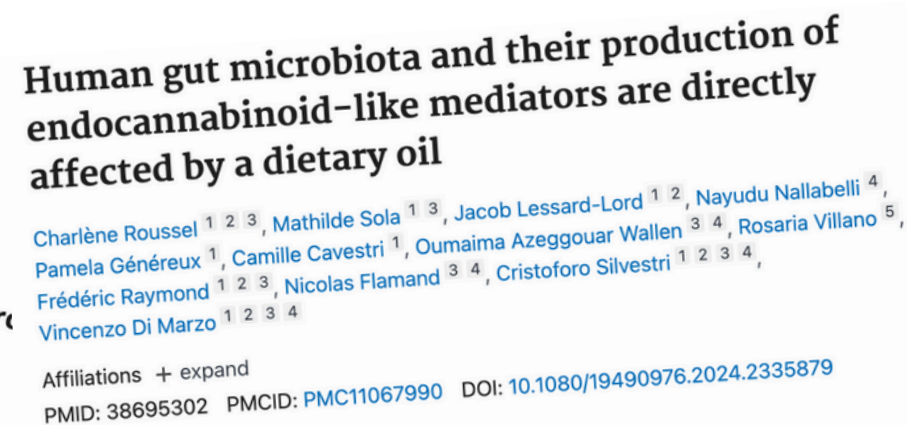 Human gut microbiota and their production of
endocannabinoid-like mediators are directly
affected by a dietary oil
Charlène Roussel 1 2 3, Mathilde Sola 1 3, Jacob Lessard-Lord 1 2, Nayudu Nallabelli 4,
Pamela Généreux 1, Camille Cavestri 1, Oumaima Azeggouar Wallen 3 4, Rosaria Villano 5,
Frédéric Raymond 1 2 3, Nicolas Flamand 3 4, Cristoforo Silvestri 1 2 3 4,
Vincenzo Di Marzo 1 2 3 4
Affiliations + expand
PMID: 38695302 PMCID: PMC11067990 DOI: 10.1080/19490976.2024.2335879